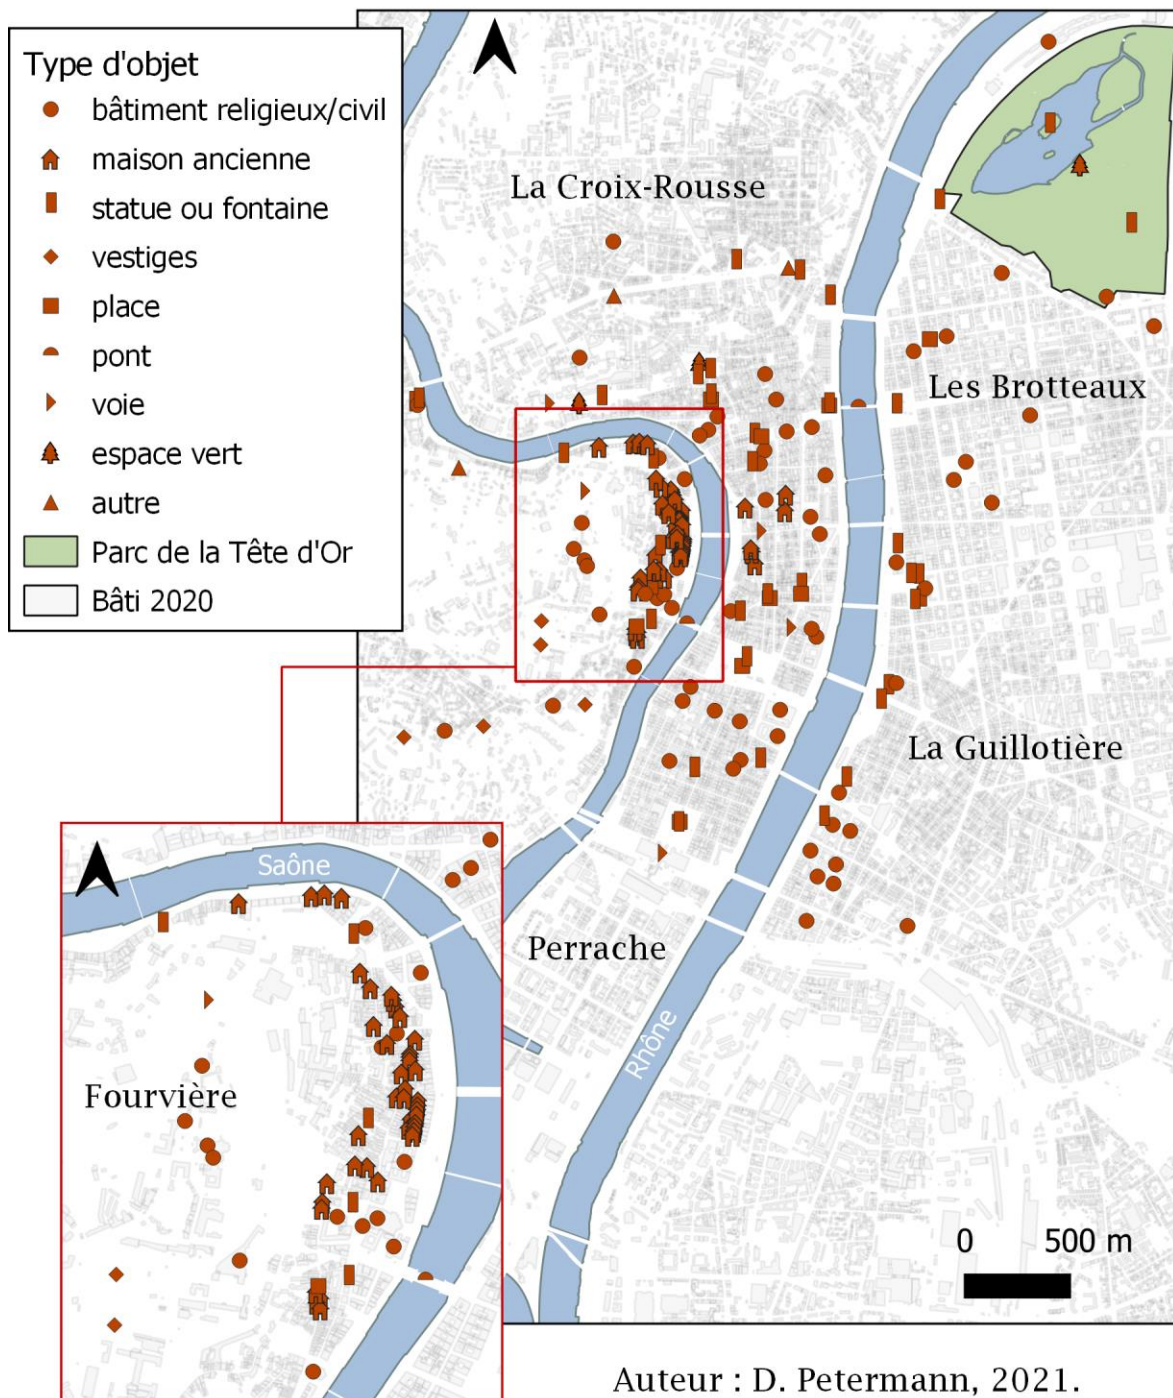 Type d'objet
bâtiment religieux/civil
maison ancienne
statue ou fontaine
vestiges
place
pont
voie
espace vert
autre
Parc de la Tête d'Or
Bâti 2020
La Croix-Rousse
Les Brotteaux
La Guillotière
Perrache
Rhône
Saône
Fourvière
0 500 m
Auteur : D. Petermann, 2021.